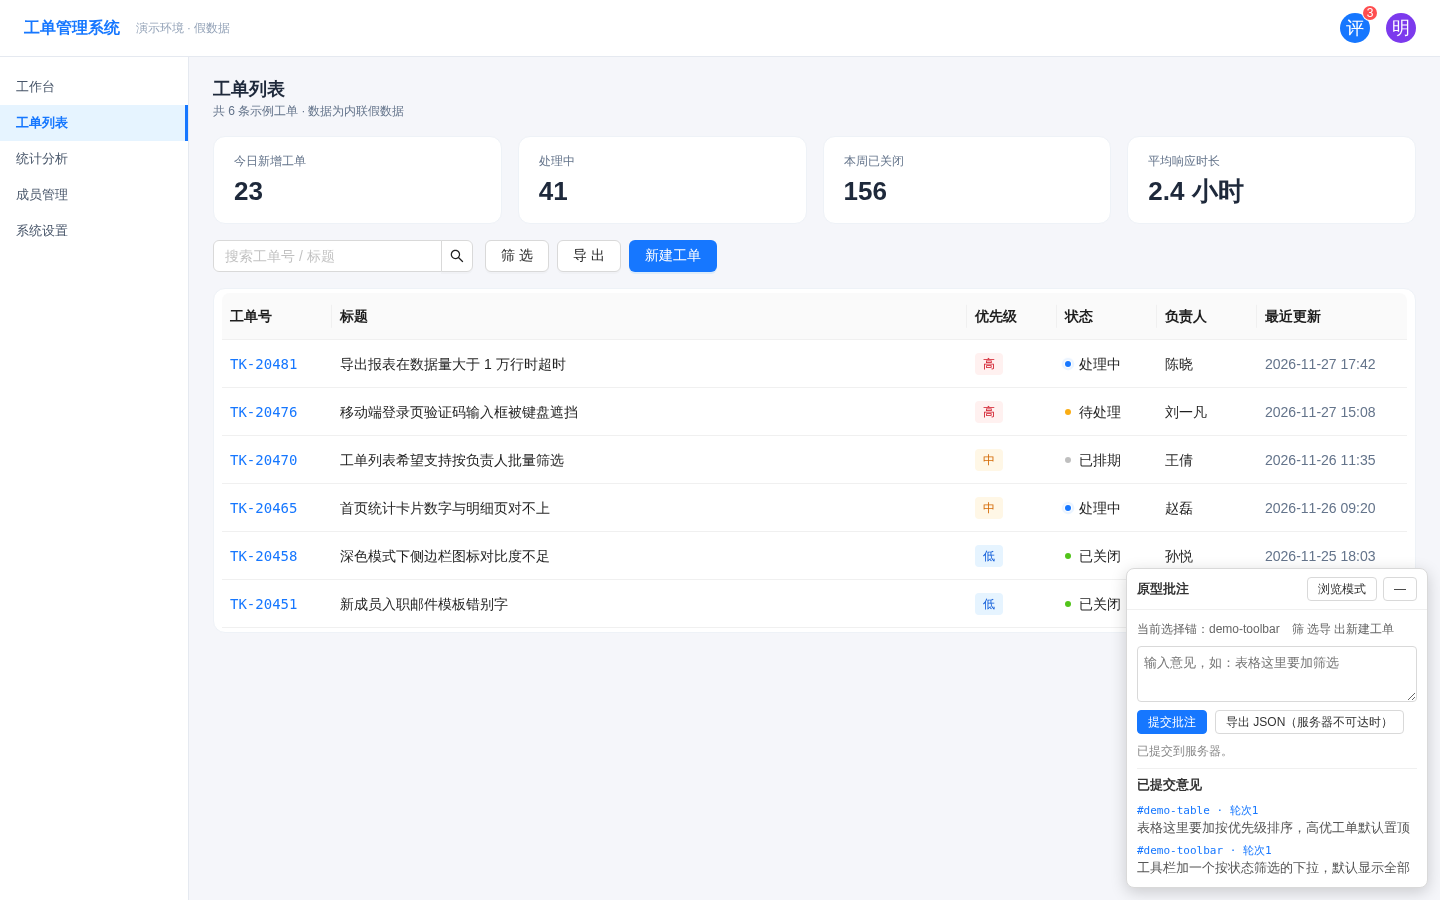 工单管理系统 演示环境 · 假数据 评 3 明
工作台
工单列表
统计分析
成员管理
系统设置
工单列表
共 6 条示例工单 · 数据为内联假数据
今日新增工单 处理中 本周已关闭 平均响应时长
23 41 156 2.4 小时
搜索工单号 / 标题 筛 选 导 出 新建工单
工单号 标题 优先级 状态 负责人 最近更新
TK-20481 导出报表在数据量大于 1 万行时超时 高 处理中 陈晓 2026-11-27 17:42
TK-20476 移动端登录页验证码输入框被键盘遮挡 高 待处理 刘一凡 2026-11-27 15:08
TK-20470 工单列表希望支持按负责人批量筛选 中 已排期 王倩 2026-11-26 11:35
TK-20465 首页统计卡片数字与明细页对不上 中 处理中 赵磊 2026-11-26 09:20
TK-20458 深色模式下侧边栏图标对比度不足 低 已关闭 孙悦 2026-11-25 18:03
TK-20451 新成员入职邮件模板错别字 低 已关闭
原型批注 浏览模式 —
当前选择锚：demo-toolbar 筛 选导 出新建工单
输入意见，如：表格这里要加筛选
提交批注 导出 JSON（服务器不可达时）
已提交到服务器。
已提交意见
#demo-table · 轮次1
表格这里要加按优先级排序，高优工单默认置顶
#demo-toolbar · 轮次1
工具栏加一个按状态筛选的下拉，默认显示全部